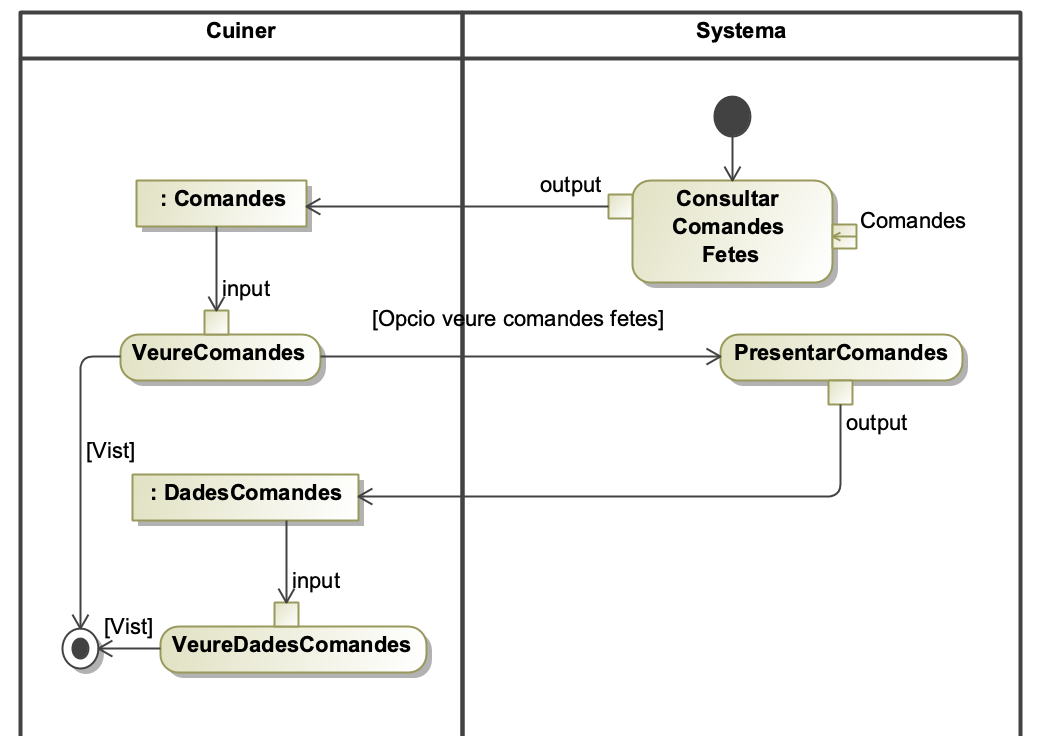 Cuiner
Systema
output
Consultar
Comandes
Fetes
Comandes
: Comandes
input
[Opcio veure comandes fetes]
VeureComandes
PresentarComandes
output
[Vist]
: DadesComandes
input
[Vist]
VeureDadesComandes